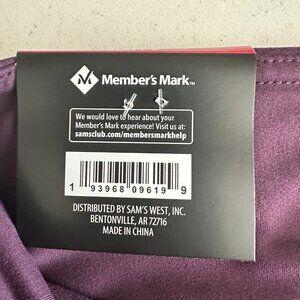 Member's Mark™
We would love to hear about your
Member's Mark experience! Visit us at:
samsclub.com/membersmarkhelp
1 93968 09619 9
DISTRIBUTED BY SAM'S WEST, INC.
BENTONVILLE, AR 72716
MADE IN CHINA